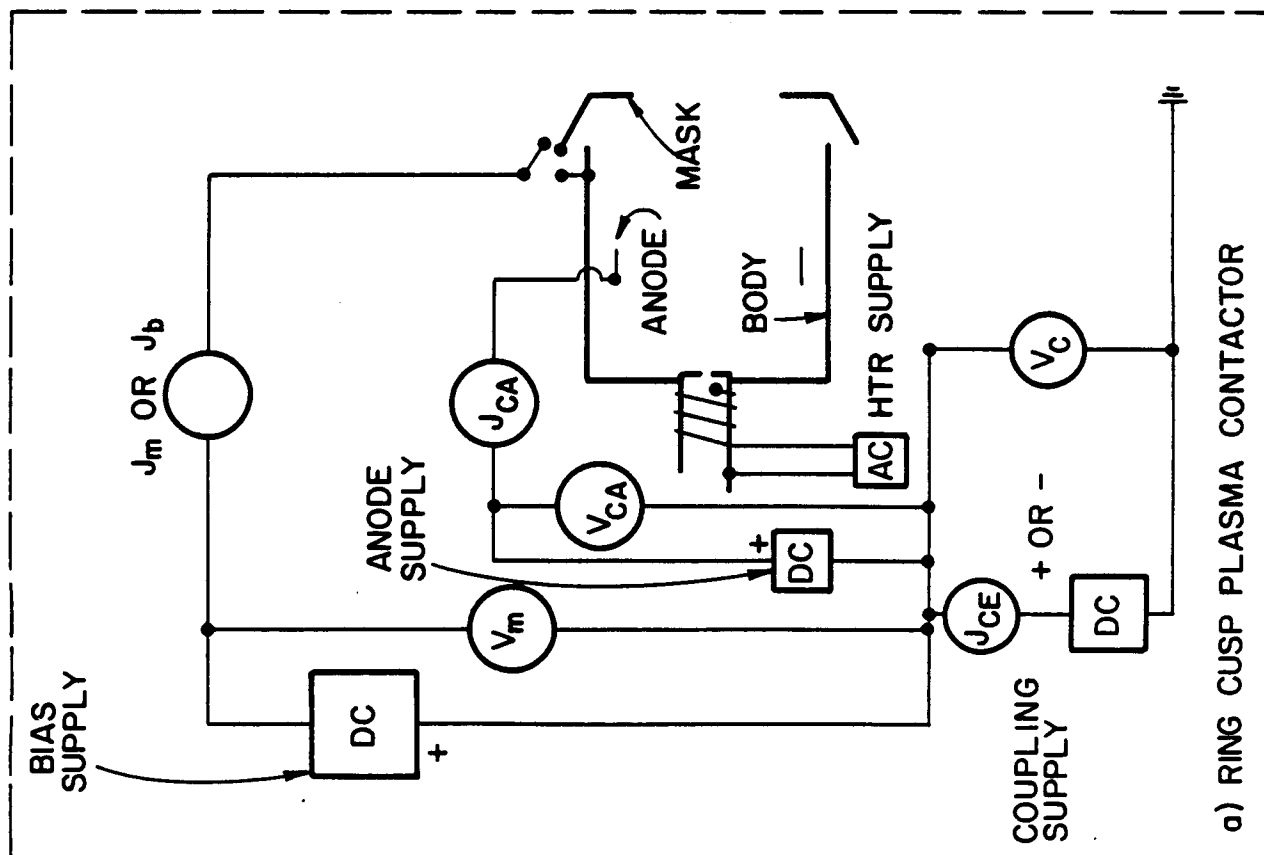 BIAS
SUPPLY
DC
+
Jm OR Jb
Vm
ANODE
SUPPLY
JCA
VCA
+
DC
ANODE
MASK
BODY
AC
HTR SUPPLY
COUPLING
SUPPLY
JCE
+ OR -
DC
VC
a) RING CUSP PLASMA CONTACTOR